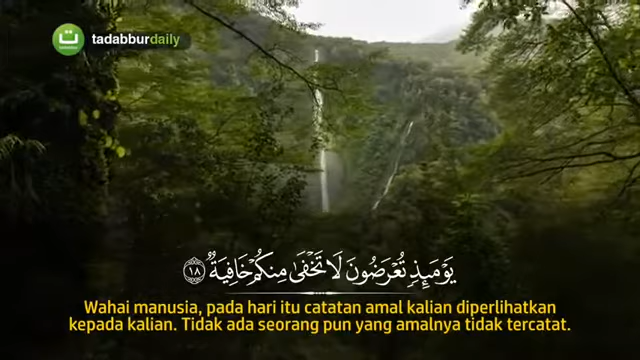 ت tadabburdaily
يَوْمَئِذٍ تُعْرَضُونَ لَا تَخْفَىٰ مِنكُمْ خَافِيَةٌ ١٨
Wahai manusia, pada hari itu catatan amal kalian diperlihatkan
kepada kalian. Tidak ada seorang pun yang amalnya tidak tercatat.